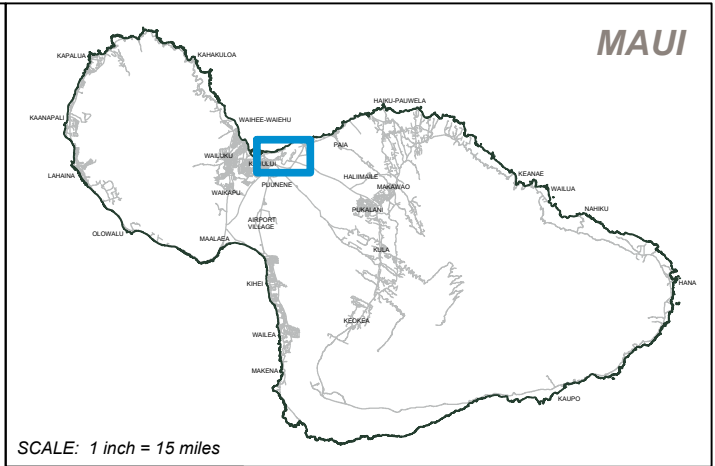 MAUI
KAPALUA
KAHAKULOA
KAANAPALI
WAIHEE-WAIEHU
HAIKU-PAUWELA
PAIA
WAILUKU
LAHAINA
HALIIMAILE
KEANAE
WAILUA
WAIKAPU
PUUNENE
MAKAWAO
NAHIKU
PUKALANI
OLOWALU
AIRPORT
VILLAGE
MAALAEA
KULA
HANA
KIHEI
KEOKEA
WAILEA
MAKENA
KAUPO
SCALE: 1 inch = 15 miles